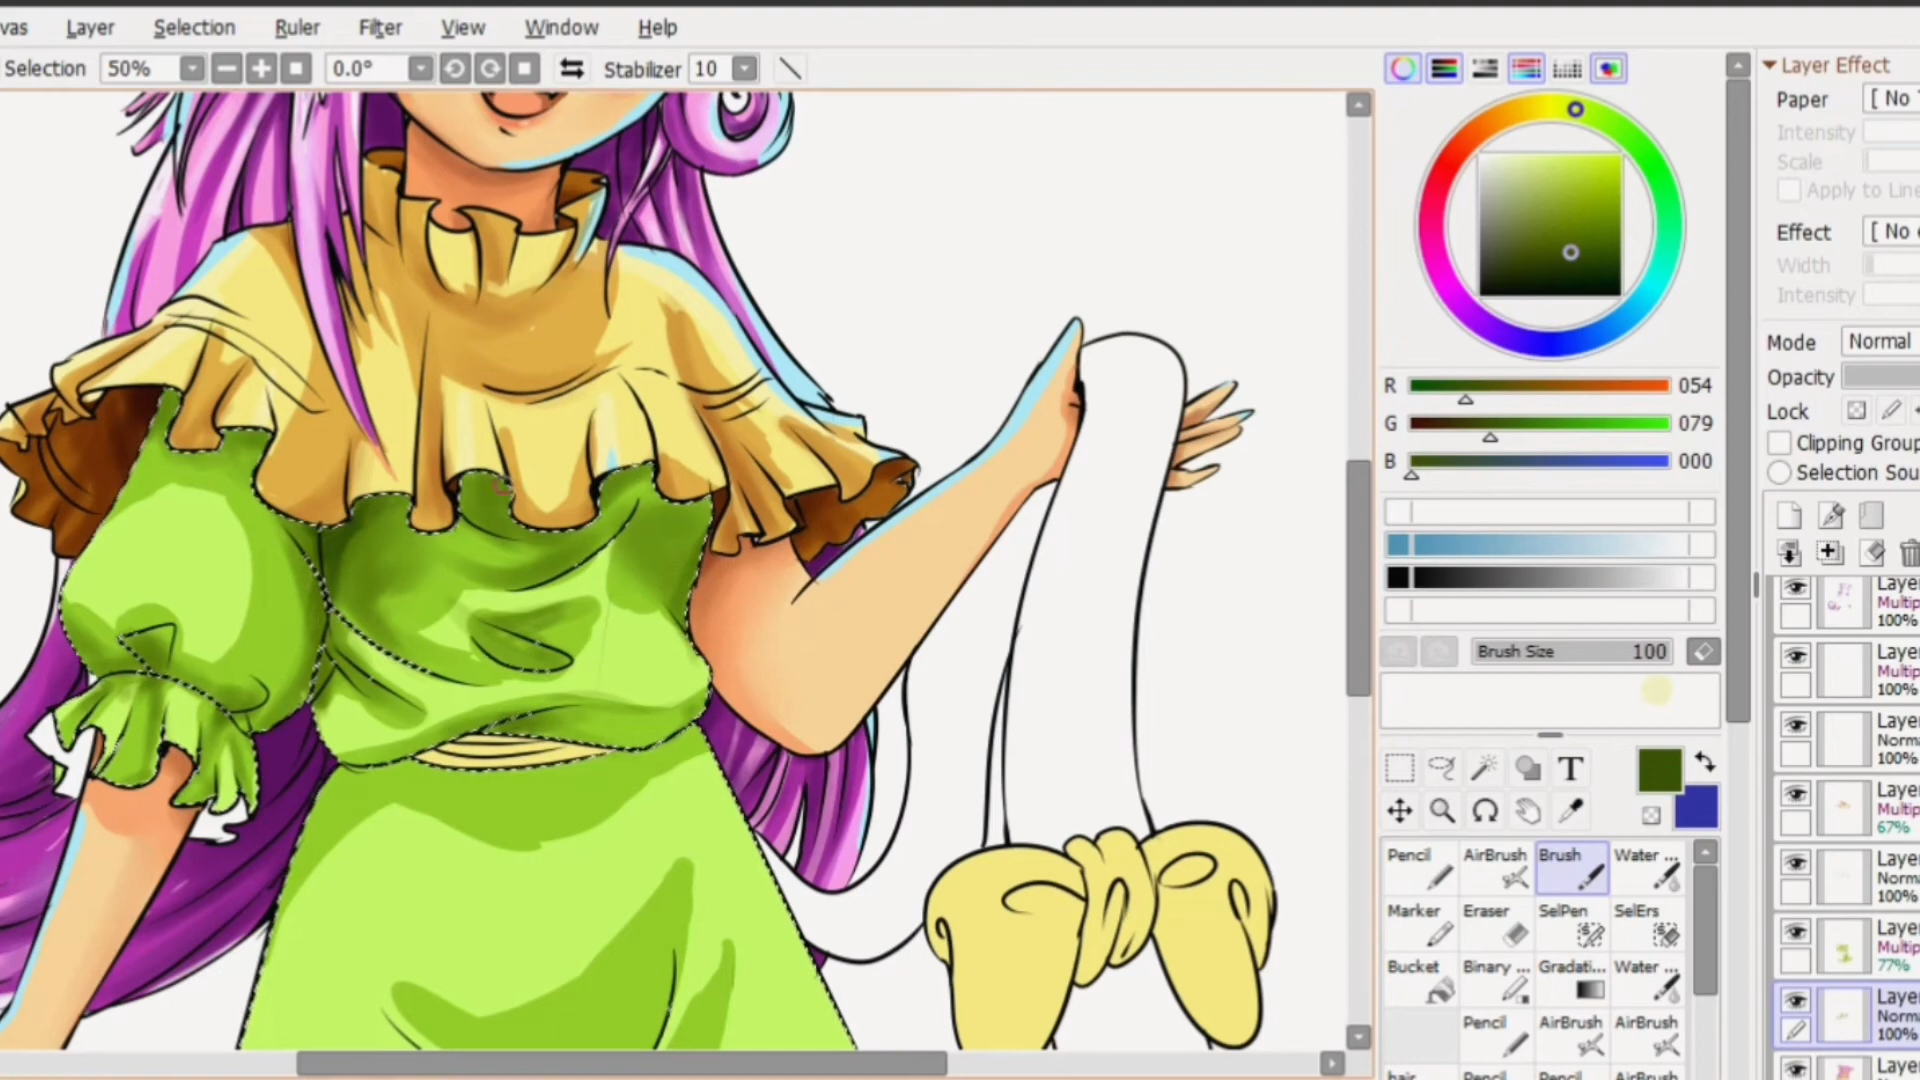 vas Layer Selection Ruler Filter View Window Help
Selection 50% 0.0° Stabilizer 10
Layer Effect
Paper [ No
Intensity
Scale
Apply to Line
Effect [ No e
Width
Intensity
R 054
G 079
B 000
Mode Normal
Opacity
Lock
Clipping Group
Selection Sou
Brush Size 100
T
Pencil AirBrush Brush Water ...
Marker Eraser SelPen SelErs
Bucket Binary ... Gradati... Water ...
Pencil AirBrush AirBrush
hair Pencil Pencil AirBrush
Laye
Multip
100%
Laye
Multip
100%
Laye
Norma
100%
Laye
Multip
67%
Laye
Norma
100%
Laye
Multip
77%
Laye
Norma
100%
Laye